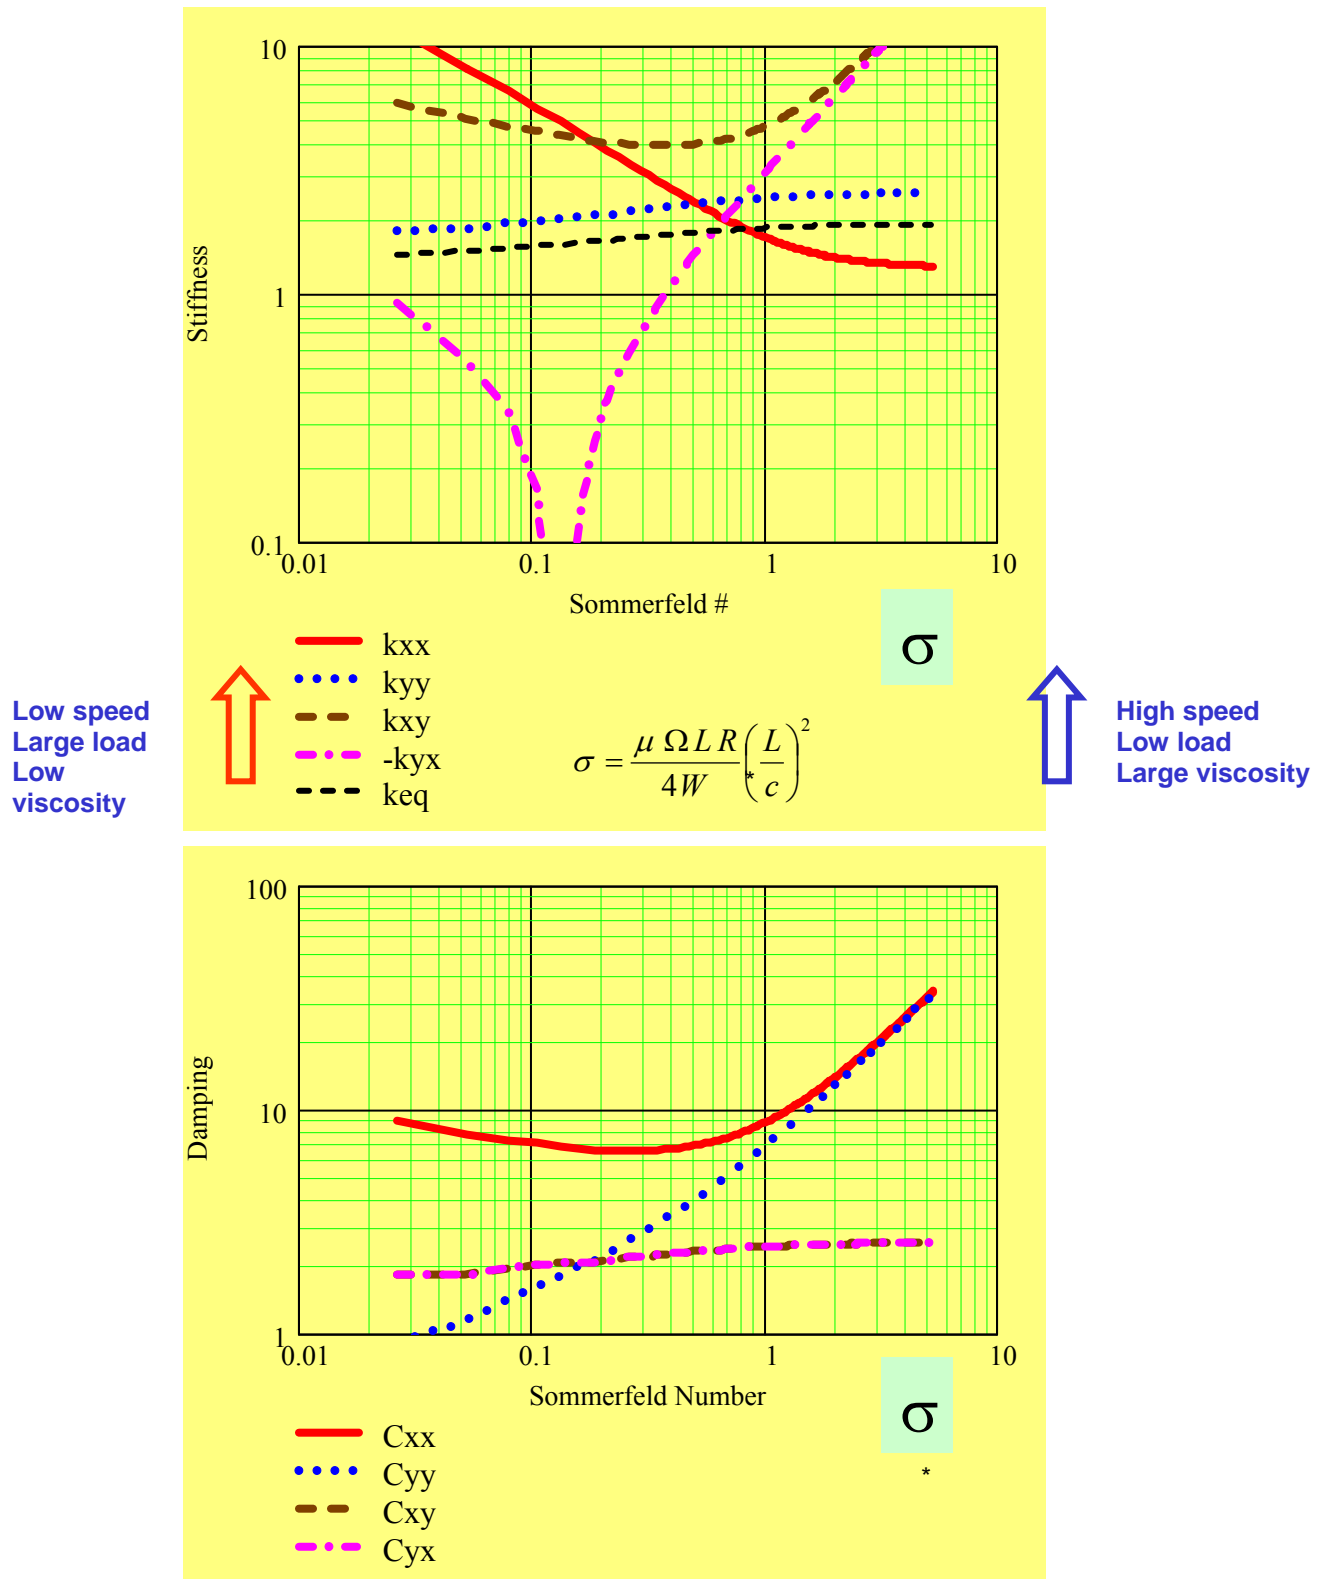 10
1
0.1
Stiffness
0.01
0.1
1
10
Sommerfeld #
σ
kxx
kyy
kxy
-kyx
keq
Low speed
Large load
Low
viscosity
σ = μ Ω L R / 4 W (L / c)^2
*
High speed
Low load
Large viscosity
100
10
1
Damping
0.01
0.1
1
10
Sommerfeld Number
σ
*
Cxx
Cyy
Cxy
Cyx